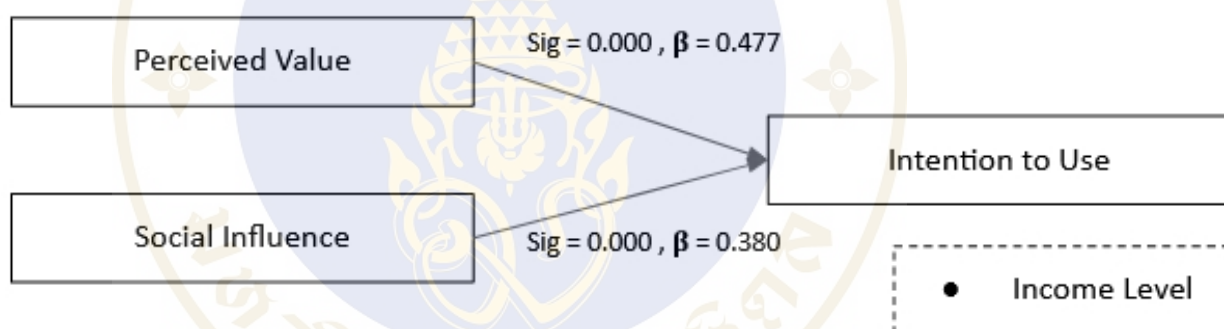 Perceived Value
Sig = 0.000 , β = 0.477
Intention to Use
Social Influence
Sig = 0.000 , β = 0.380
● Income Level